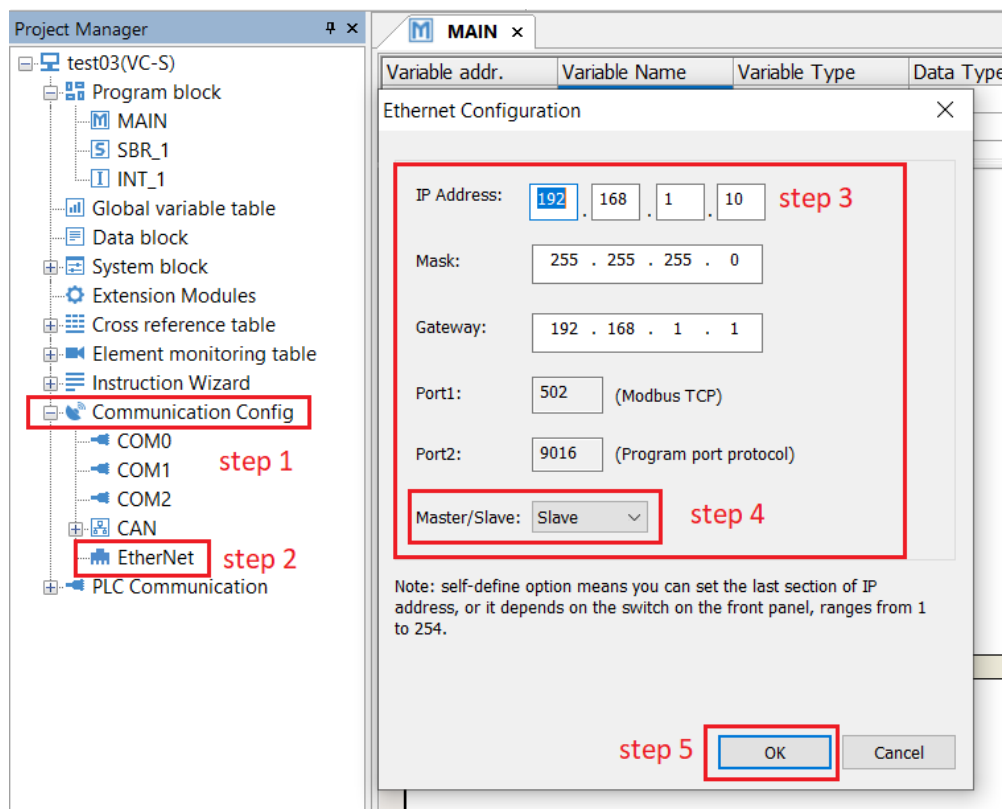 Project Manager
test03(VC-S)
Program block
MAIN
SBR_1
INT_1
Global variable table
Data block
System block
Extension Modules
Cross reference table
Element monitoring table
Instruction Wizard
Communication Config
COM0
step 1
COM1
COM2
CAN
EtherNet
step 2
PLC Communication
MAIN
Variable addr. Variable Name Variable Type Data Type
Ethernet Configuration
IP Address: 192 . 168 . 1 . 10 step 3
Mask: 255 . 255 . 255 . 0
Gateway: 192 . 168 . 1 . 1
Port1: 502 (Modbus TCP)
Port2: 9016 (Program port protocol)
Master/Slave: Slave step 4
Note: self-define option means you can set the last section of IP
address, or it depends on the switch on the front panel, ranges from 1
to 254.
step 5 OK Cancel